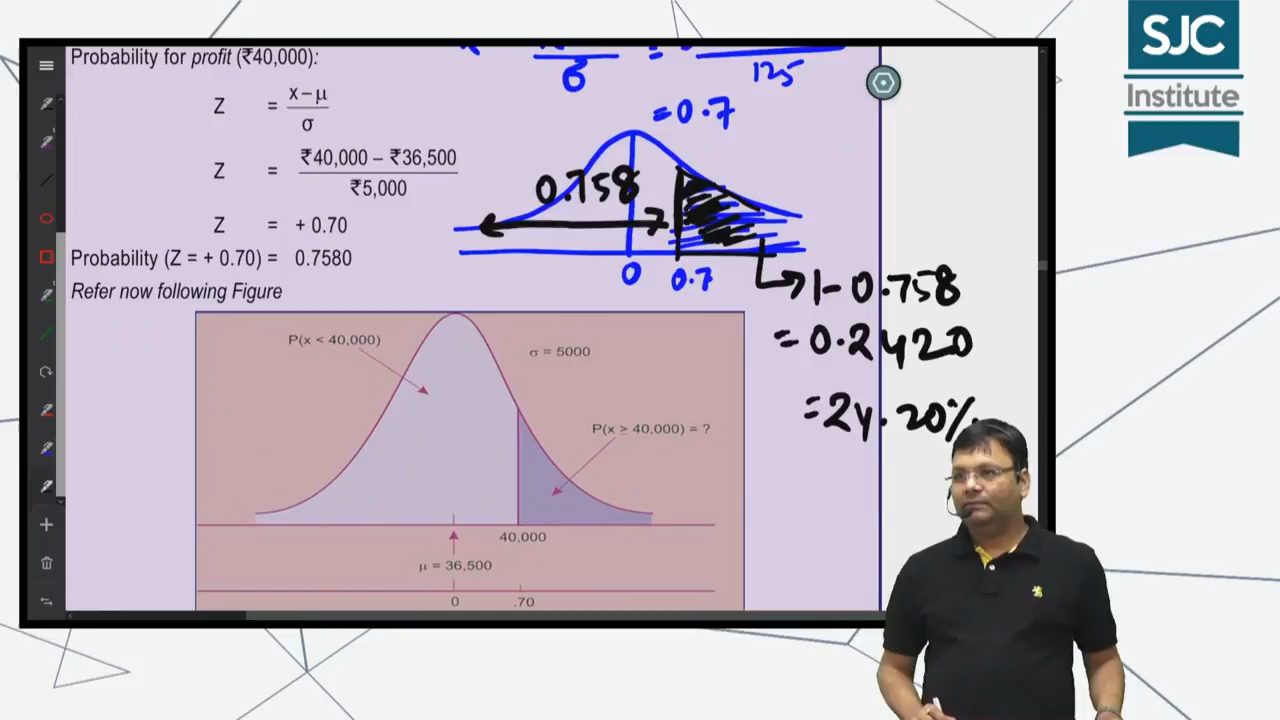 SJC
Institute
Probability for profit (₹40,000):
Z = x – μ / σ
Z = ₹40,000 – ₹36,500 / ₹5,000
Z = + 0.70
Probability (Z = + 0.70) = 0.7580
Refer now following Figure
σ =
125
= 0.7
0.758
0 0.7
1 - 0.758
= 0.2420
= 24.20%
P(x < 40,000)
σ = 5000
P(x ≥ 40,000) = ?
40,000
μ = 36,500
0 .70